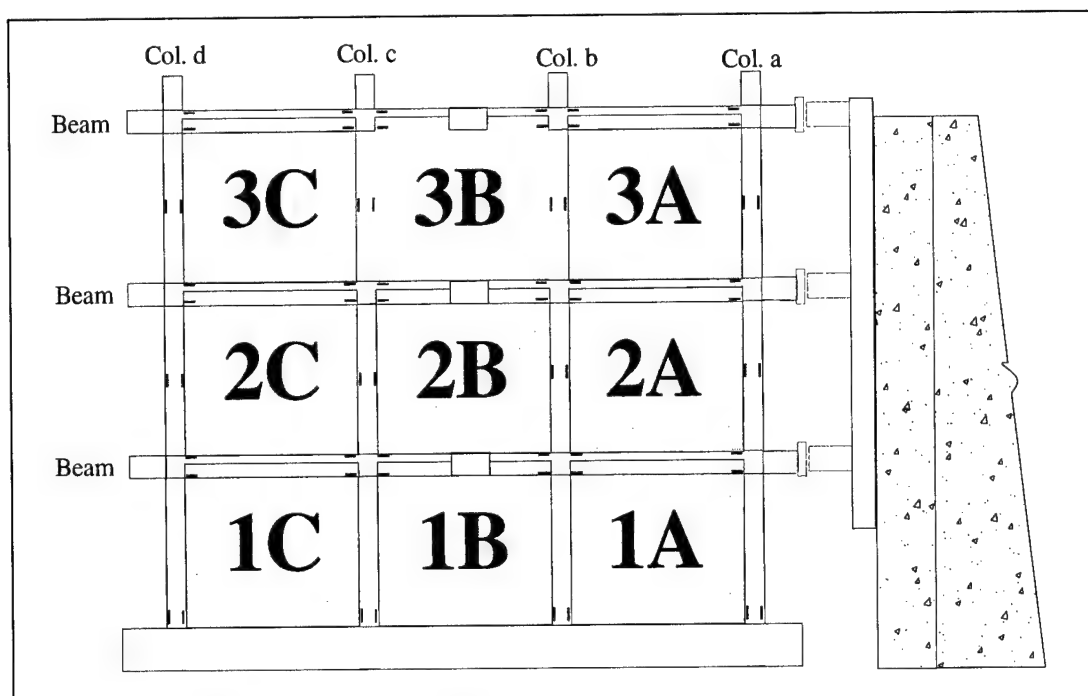 Col. d Col. c Col. b Col. a
Beam
3C 3B 3A
Beam
2C 2B 2A
Beam
1C 1B 1A